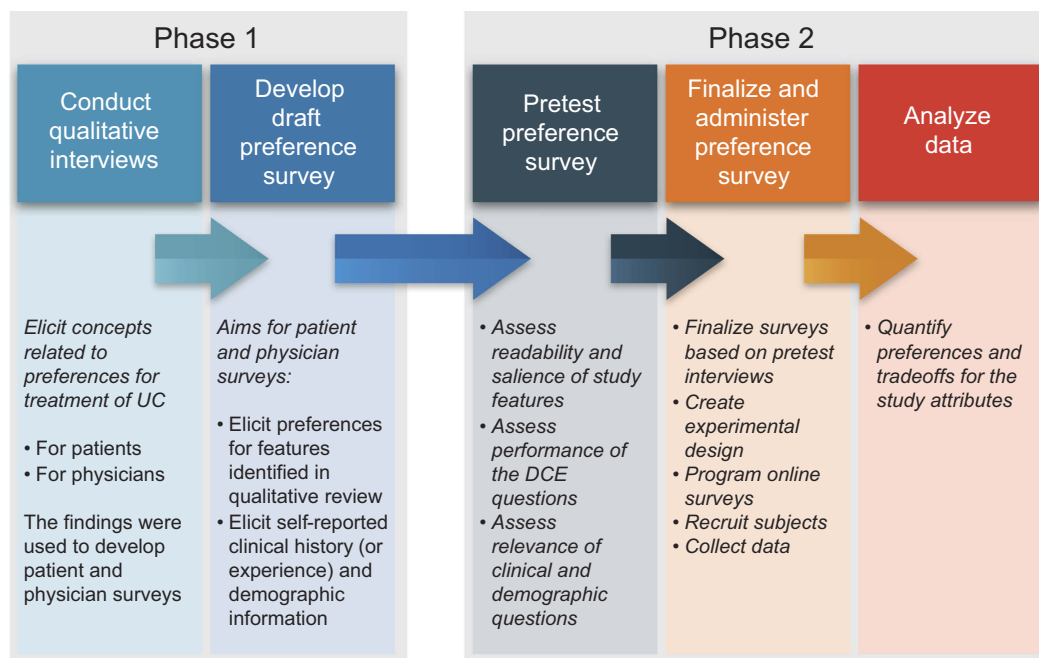 Phase 1
Conduct
qualitative
interviews
Elicit concepts
related to
preferences for
treatment of UC
• For patients
• For physicians
The findings were
used to develop
patient and
physician surveys
Develop
draft
preference
survey
Aims for patient
and physician
surveys:
• Elicit preferences
for features
identified in
qualitative review
• Elicit self-reported
clinical history (or
experience) and
demographic
information
Phase 2
Pretest
preference
survey
• Assess
readability and
salience of study
features
• Assess
performance
of the DCE
questions
• Assess
relevance of
clinical and
demographic
questions
Finalize and
administer
preference
survey
• Finalize surveys
based on pretest
interviews
• Create
experimental
design
• Program online
surveys
• Recruit subjects
• Collect data
Analyze
data
• Quantify
preferences and
tradeoffs for the
study attributes